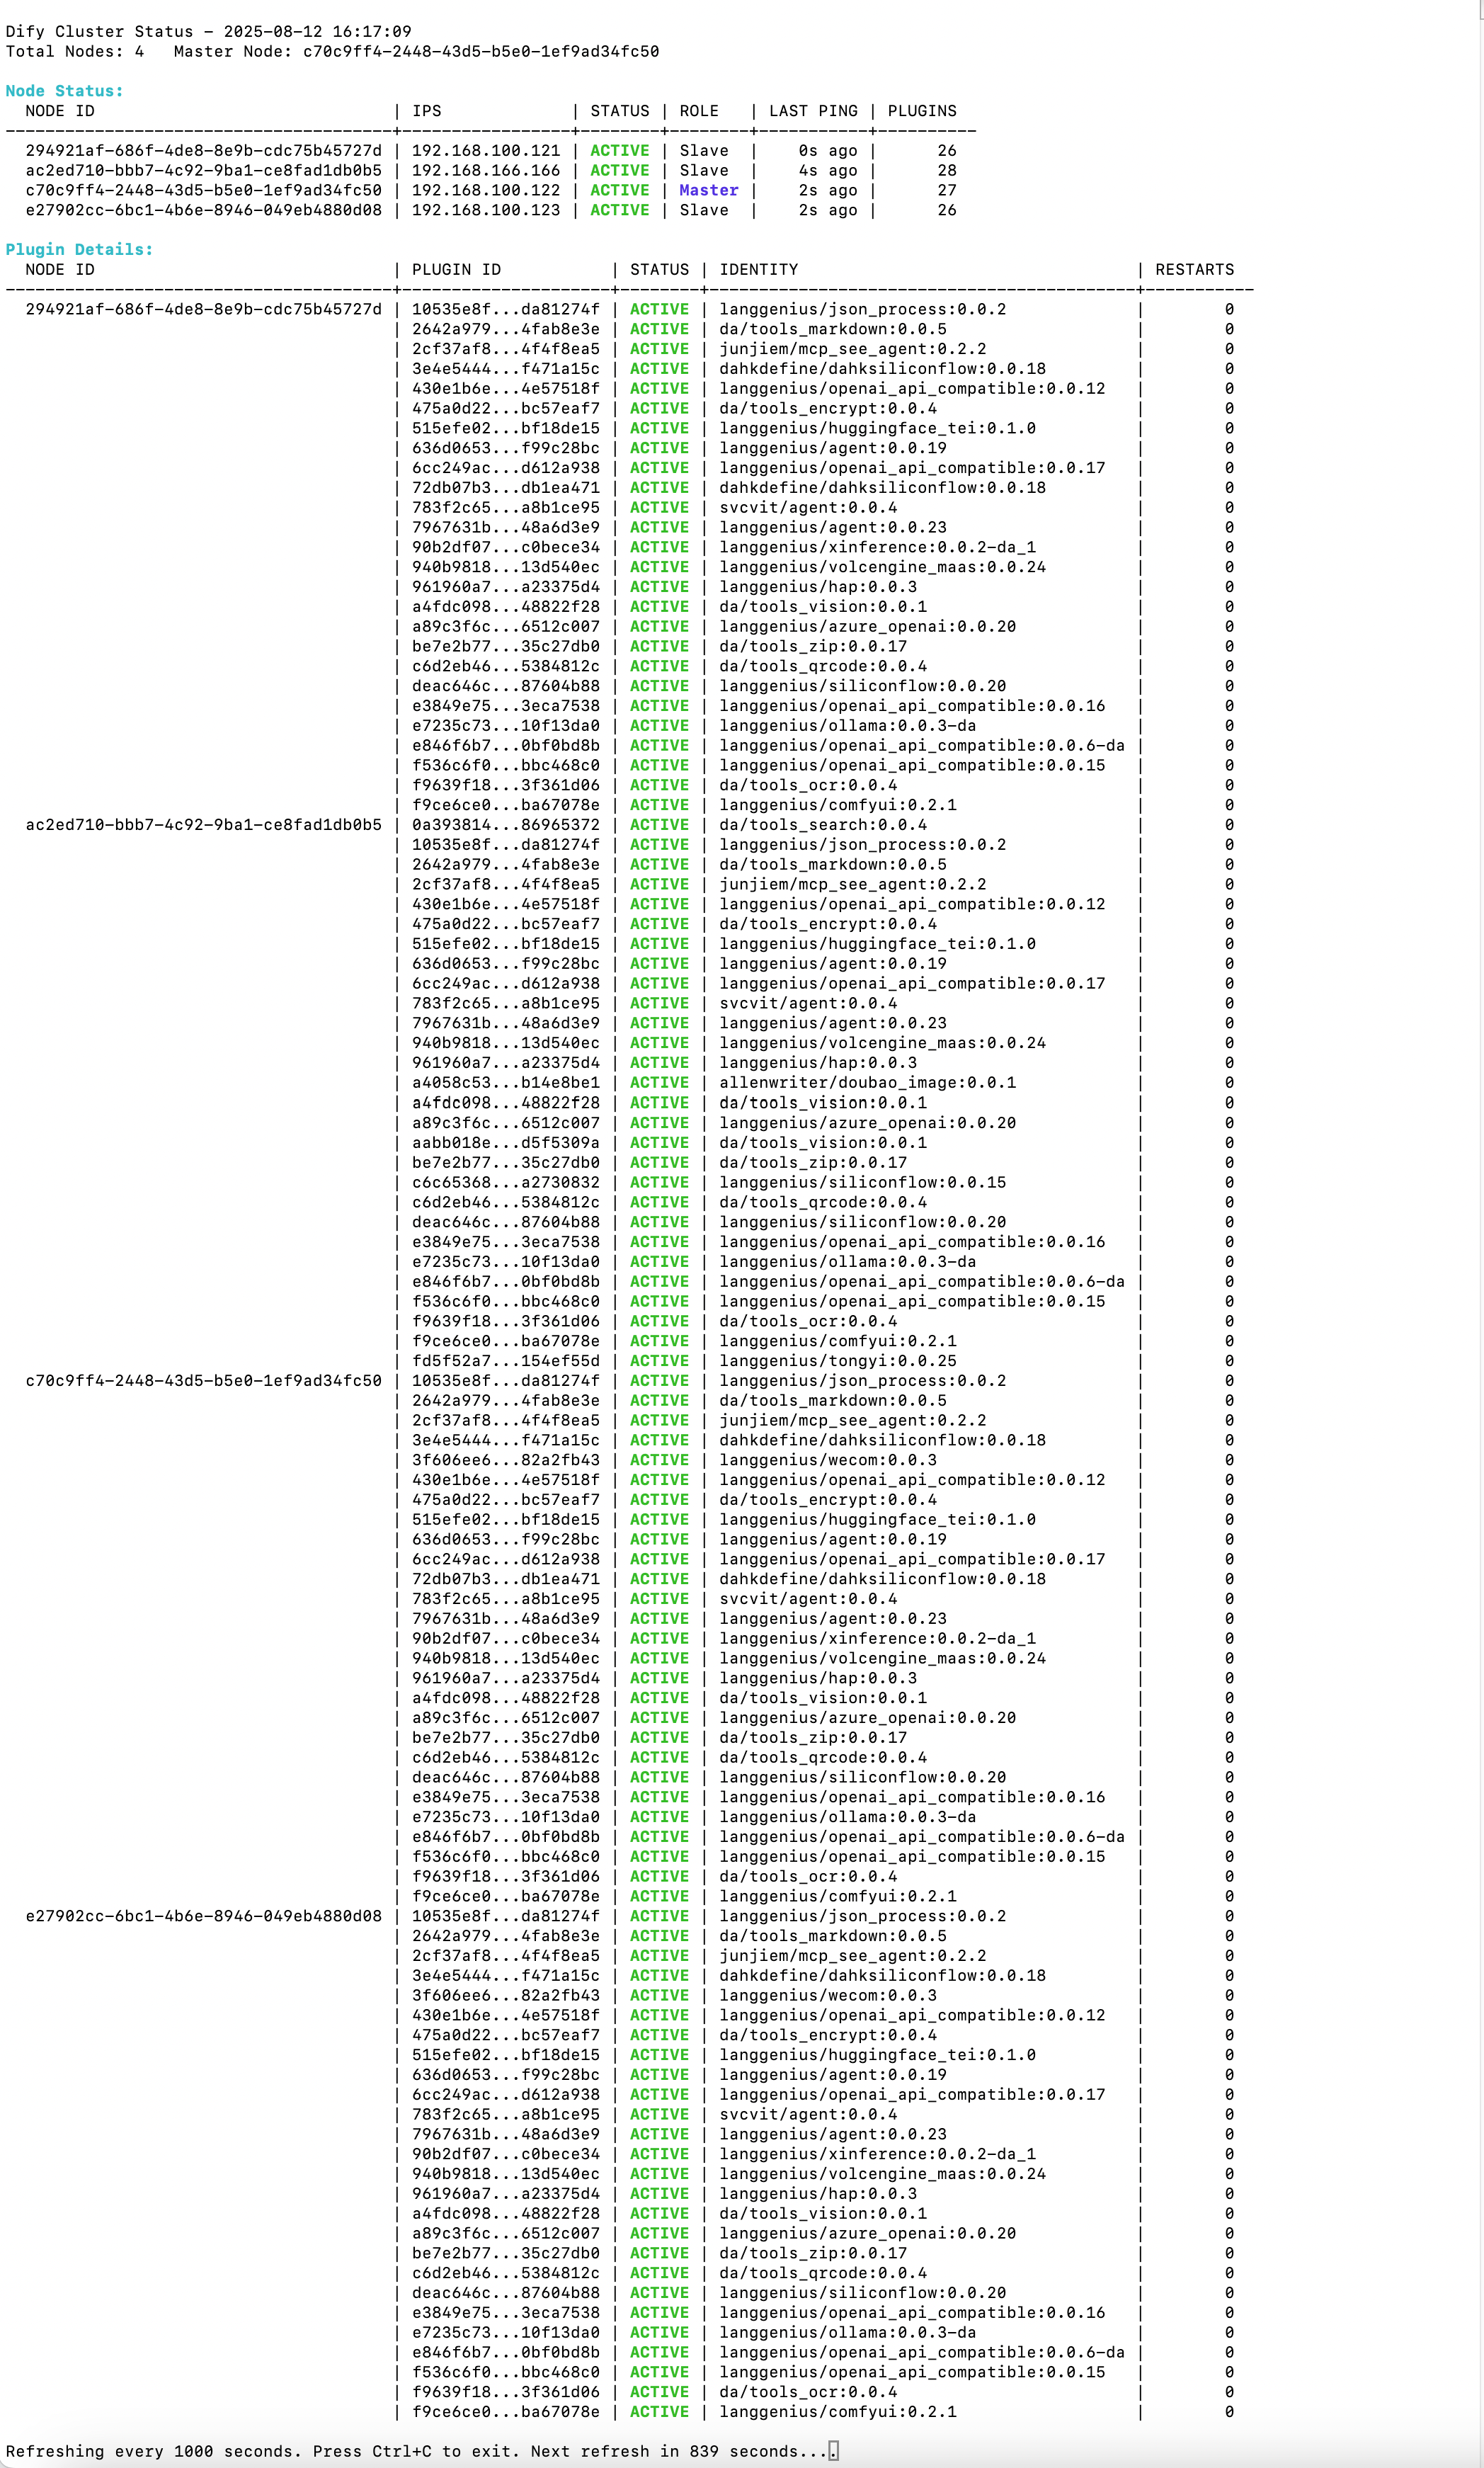 Dify Cluster Status - 2025-08-12 16:17:09
Total Nodes: 4   Master Node: c70c9ff4-2448-43d5-b5e0-1ef9ad34fc50
Node Status:
NODE ID | IPS | STATUS | ROLE | LAST PING | PLUGINS
294921af-686f-4de8-8e9b-cdc75b45727d | 192.168.100.121 | ACTIVE | Slave | 0s ago | 26
ac2ed710-bbb7-4c92-9ba1-ce8fad1db0b5 | 192.168.166.166 | ACTIVE | Slave | 4s ago | 28
c70c9ff4-2448-43d5-b5e0-1ef9ad34fc50 | 192.168.100.122 | ACTIVE | Master | 2s ago | 27
e27902cc-6bc1-4b6e-8946-049eb4880d08 | 192.168.100.123 | ACTIVE | Slave | 2s ago | 26
Plugin Details:
NODE ID | PLUGIN ID | STATUS | IDENTITY | RESTARTS
294921af-686f-4de8-8e9b-cdc75b45727d | 10535e8f...da81274f | ACTIVE | langgenius/json_process:0.0.2 | 0
| 2642a979...4fab8e3e | ACTIVE | da/tools_markdown:0.0.5 | 0
| 2cf37af8...4f4f8ea5 | ACTIVE | junjiem/mcp_see_agent:0.2.2 | 0
| 3e4e5444...f471a15c | ACTIVE | dahkdefine/dahksiliconflow:0.0.18 | 0
| 430e1b6e...4e57518f | ACTIVE | langgenius/openai_api_compatible:0.0.12 | 0
| 475a0d22...bc57eaf7 | ACTIVE | da/tools_encrypt:0.0.4 | 0
| 515efe02...bf18de15 | ACTIVE | langgenius/huggingface_tei:0.1.0 | 0
| 636d0653...f99c28bc | ACTIVE | langgenius/agent:0.0.19 | 0
| 6cc249ac...d612a938 | ACTIVE | langgenius/openai_api_compatible:0.0.17 | 0
| 72db07b3...db1ea471 | ACTIVE | dahkdefine/dahksiliconflow:0.0.18 | 0
| 783f2c65...a8b1ce95 | ACTIVE | svcvit/agent:0.0.4 | 0
| 7967631b...48a6d3e9 | ACTIVE | langgenius/agent:0.0.23 | 0
| 90b2df07...c0bece34 | ACTIVE | langgenius/xinference:0.0.2-da_1 | 0
| 940b9818...13d540ec | ACTIVE | langgenius/volcengine_maas:0.0.24 | 0
| 961960a7...a23375d4 | ACTIVE | langgenius/hap:0.0.3 | 0
| a4fdc098...48822f28 | ACTIVE | da/tools_vision:0.0.1 | 0
| a89c3f6c...6512c007 | ACTIVE | langgenius/azure_openai:0.0.20 | 0
| be7e2b77...35c27db0 | ACTIVE | da/tools_zip:0.0.17 | 0
| c6d2eb46...5384812c | ACTIVE | da/tools_qrcode:0.0.4 | 0
| deac646c...87604b88 | ACTIVE | langgenius/siliconflow:0.0.20 | 0
| e3849e75...3eca7538 | ACTIVE | langgenius/openai_api_compatible:0.0.16 | 0
| e7235c73...10f13da0 | ACTIVE | langgenius/ollama:0.0.3-da | 0
| e846f6b7...0bf0bd8b | ACTIVE | langgenius/openai_api_compatible:0.0.6-da | 0
| f536c6f0...bbc468c0 | ACTIVE | langgenius/openai_api_compatible:0.0.15 | 0
| f9639f18...3f361d06 | ACTIVE | da/tools_ocr:0.0.4 | 0
| f9ce6ce0...ba67078e | ACTIVE | langgenius/comfyui:0.2.1 | 0
ac2ed710-bbb7-4c92-9ba1-ce8fad1db0b5 | 0a393814...86965372 | ACTIVE | da/tools_search:0.0.4 | 0
| 10535e8f...da81274f | ACTIVE | langgenius/json_process:0.0.2 | 0
| 2642a979...4fab8e3e | ACTIVE | da/tools_markdown:0.0.5 | 0
| 2cf37af8...4f4f8ea5 | ACTIVE | junjiem/mcp_see_agent:0.2.2 | 0
| 430e1b6e...4e57518f | ACTIVE | langgenius/openai_api_compatible:0.0.12 | 0
| 475a0d22...bc57eaf7 | ACTIVE | da/tools_encrypt:0.0.4 | 0
| 515efe02...bf18de15 | ACTIVE | langgenius/huggingface_tei:0.1.0 | 0
| 636d0653...f99c28bc | ACTIVE | langgenius/agent:0.0.19 | 0
| 6cc249ac...d612a938 | ACTIVE | langgenius/openai_api_compatible:0.0.17 | 0
| 783f2c65...a8b1ce95 | ACTIVE | svcvit/agent:0.0.4 | 0
| 7967631b...48a6d3e9 | ACTIVE | langgenius/agent:0.0.23 | 0
| 940b9818...13d540ec | ACTIVE | langgenius/volcengine_maas:0.0.24 | 0
| 961960a7...a23375d4 | ACTIVE | langgenius/hap:0.0.3 | 0
| a4058c53...b14e8be1 | ACTIVE | allenwriter/doubao_image:0.0.1 | 0
| a4fdc098...48822f28 | ACTIVE | da/tools_vision:0.0.1 | 0
| a89c3f6c...6512c007 | ACTIVE | langgenius/azure_openai:0.0.20 | 0
| aabb018e...d5f5309a | ACTIVE | da/tools_vision:0.0.1 | 0
| be7e2b77...35c27db0 | ACTIVE | da/tools_zip:0.0.17 | 0
| c6c65368...a2730832 | ACTIVE | langgenius/siliconflow:0.0.15 | 0
| c6d2eb46...5384812c | ACTIVE | da/tools_qrcode:0.0.4 | 0
| deac646c...87604b88 | ACTIVE | langgenius/siliconflow:0.0.20 | 0
| e3849e75...3eca7538 | ACTIVE | langgenius/openai_api_compatible:0.0.16 | 0
| e7235c73...10f13da0 | ACTIVE | langgenius/ollama:0.0.3-da | 0
| e846f6b7...0bf0bd8b | ACTIVE | langgenius/openai_api_compatible:0.0.6-da | 0
| f536c6f0...bbc468c0 | ACTIVE | langgenius/openai_api_compatible:0.0.15 | 0
| f9639f18...3f361d06 | ACTIVE | da/tools_ocr:0.0.4 | 0
| f9ce6ce0...ba67078e | ACTIVE | langgenius/comfyui:0.2.1 | 0
| fd5f52a7...154ef55d | ACTIVE | langgenius/tongyi:0.0.25 | 0
c70c9ff4-2448-43d5-b5e0-1ef9ad34fc50 | 10535e8f...da81274f | ACTIVE | langgenius/json_process:0.0.2 | 0
| 2642a979...4fab8e3e | ACTIVE | da/tools_markdown:0.0.5 | 0
| 2cf37af8...4f4f8ea5 | ACTIVE | junjiem/mcp_see_agent:0.2.2 | 0
| 3e4e5444...f471a15c | ACTIVE | dahkdefine/dahksiliconflow:0.0.18 | 0
| 3f606ee6...82a2fb43 | ACTIVE | langgenius/wecom:0.0.3 | 0
| 430e1b6e...4e57518f | ACTIVE | langgenius/openai_api_compatible:0.0.12 | 0
| 475a0d22...bc57eaf7 | ACTIVE | da/tools_encrypt:0.0.4 | 0
| 515efe02...bf18de15 | ACTIVE | langgenius/huggingface_tei:0.1.0 | 0
| 636d0653...f99c28bc | ACTIVE | langgenius/agent:0.0.19 | 0
| 6cc249ac...d612a938 | ACTIVE | langgenius/openai_api_compatible:0.0.17 | 0
| 72db07b3...db1ea471 | ACTIVE | dahkdefine/dahksiliconflow:0.0.18 | 0
| 783f2c65...a8b1ce95 | ACTIVE | svcvit/agent:0.0.4 | 0
| 7967631b...48a6d3e9 | ACTIVE | langgenius/agent:0.0.23 | 0
| 90b2df07...c0bece34 | ACTIVE | langgenius/xinference:0.0.2-da_1 | 0
| 940b9818...13d540ec | ACTIVE | langgenius/volcengine_maas:0.0.24 | 0
| 961960a7...a23375d4 | ACTIVE | langgenius/hap:0.0.3 | 0
| a4fdc098...48822f28 | ACTIVE | da/tools_vision:0.0.1 | 0
| a89c3f6c...6512c007 | ACTIVE | langgenius/azure_openai:0.0.20 | 0
| be7e2b77...35c27db0 | ACTIVE | da/tools_zip:0.0.17 | 0
| c6d2eb46...5384812c | ACTIVE | da/tools_qrcode:0.0.4 | 0
| deac646c...87604b88 | ACTIVE | langgenius/siliconflow:0.0.20 | 0
| e3849e75...3eca7538 | ACTIVE | langgenius/openai_api_compatible:0.0.16 | 0
| e7235c73...10f13da0 | ACTIVE | langgenius/ollama:0.0.3-da | 0
| e846f6b7...0bf0bd8b | ACTIVE | langgenius/openai_api_compatible:0.0.6-da | 0
| f536c6f0...bbc468c0 | ACTIVE | langgenius/openai_api_compatible:0.0.15 | 0
| f9639f18...3f361d06 | ACTIVE | da/tools_ocr:0.0.4 | 0
| f9ce6ce0...ba67078e | ACTIVE | langgenius/comfyui:0.2.1 | 0
e27902cc-6bc1-4b6e-8946-049eb4880d08 | 10535e8f...da81274f | ACTIVE | langgenius/json_process:0.0.2 | 0
| 2642a979...4fab8e3e | ACTIVE | da/tools_markdown:0.0.5 | 0
| 2cf37af8...4f4f8ea5 | ACTIVE | junjiem/mcp_see_agent:0.2.2 | 0
| 3e4e5444...f471a15c | ACTIVE | dahkdefine/dahksiliconflow:0.0.18 | 0
| 3f606ee6...82a2fb43 | ACTIVE | langgenius/wecom:0.0.3 | 0
| 430e1b6e...4e57518f | ACTIVE | langgenius/openai_api_compatible:0.0.12 | 0
| 475a0d22...bc57eaf7 | ACTIVE | da/tools_encrypt:0.0.4 | 0
| 515efe02...bf18de15 | ACTIVE | langgenius/huggingface_tei:0.1.0 | 0
| 636d0653...f99c28bc | ACTIVE | langgenius/agent:0.0.19 | 0
| 6cc249ac...d612a938 | ACTIVE | langgenius/openai_api_compatible:0.0.17 | 0
| 783f2c65...a8b1ce95 | ACTIVE | svcvit/agent:0.0.4 | 0
| 7967631b...48a6d3e9 | ACTIVE | langgenius/agent:0.0.23 | 0
| 90b2df07...c0bece34 | ACTIVE | langgenius/xinference:0.0.2-da_1 | 0
| 940b9818...13d540ec | ACTIVE | langgenius/volcengine_maas:0.0.24 | 0
| 961960a7...a23375d4 | ACTIVE | langgenius/hap:0.0.3 | 0
| a4fdc098...48822f28 | ACTIVE | da/tools_vision:0.0.1 | 0
| a89c3f6c...6512c007 | ACTIVE | langgenius/azure_openai:0.0.20 | 0
| be7e2b77...35c27db0 | ACTIVE | da/tools_zip:0.0.17 | 0
| c6d2eb46...5384812c | ACTIVE | da/tools_qrcode:0.0.4 | 0
| deac646c...87604b88 | ACTIVE | langgenius/siliconflow:0.0.20 | 0
| e3849e75...3eca7538 | ACTIVE | langgenius/openai_api_compatible:0.0.16 | 0
| e7235c73...10f13da0 | ACTIVE | langgenius/ollama:0.0.3-da | 0
| e846f6b7...0bf0bd8b | ACTIVE | langgenius/openai_api_compatible:0.0.6-da | 0
| f536c6f0...bbc468c0 | ACTIVE | langgenius/openai_api_compatible:0.0.15 | 0
| f9639f18...3f361d06 | ACTIVE | da/tools_ocr:0.0.4 | 0
| f9ce6ce0...ba67078e | ACTIVE | langgenius/comfyui:0.2.1 | 0
Refreshing every 1000 seconds. Press Ctrl+C to exit. Next refresh in 839 seconds....